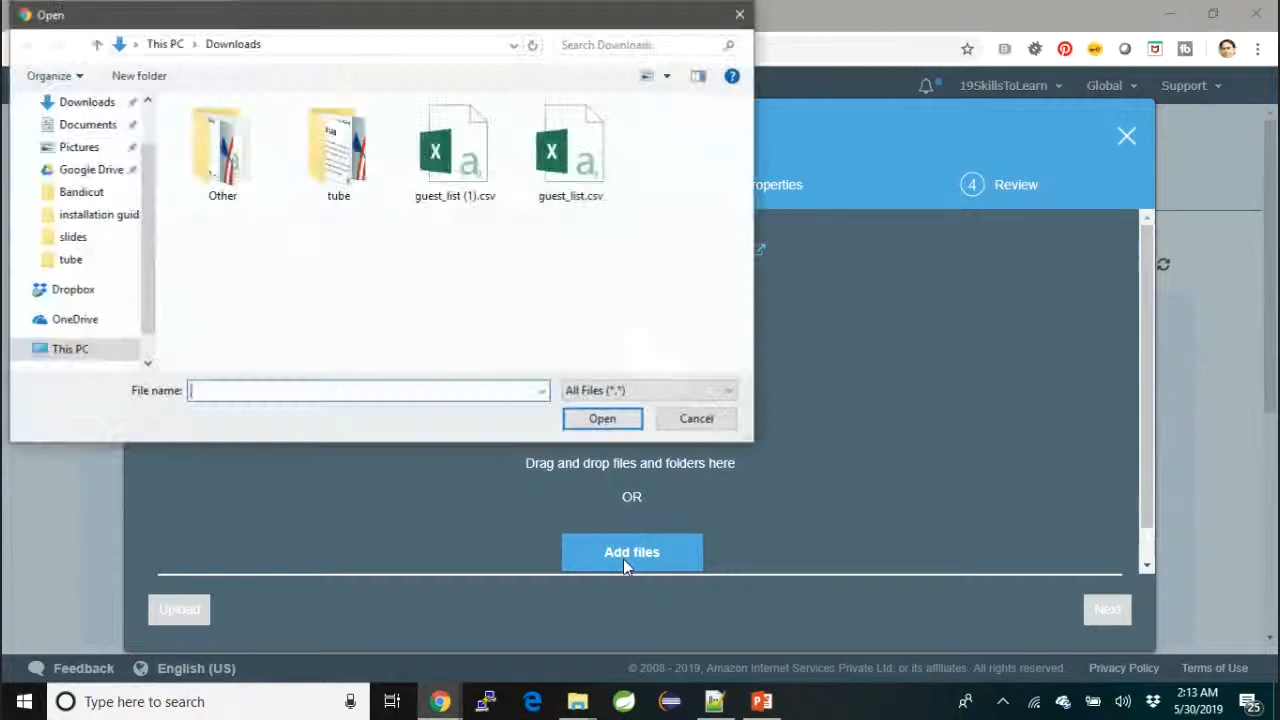 Open
This PC
Downloads
Search Downloads
Organize
New folder
Downloads
Documents
Pictures
Google Drive
Bandicut
installation guid
slides
tube
Dropbox
OneDrive
This PC
Other
tube
guest_list (1).csv
guest_list.csv
File name:
All Files (*.*)
Open
Cancel
19SkillsToLearn
Global
Support
roperties
4 Review
Drag and drop files and folders here
OR
Add files
Upload
Next
Feedback
English (US)
© 2008 - 2019, Amazon Internet Services Private Ltd. or its affiliates. All rights reserved.
Privacy Policy
Terms of Use
Type here to search
2:13 AM
5/30/2019
25